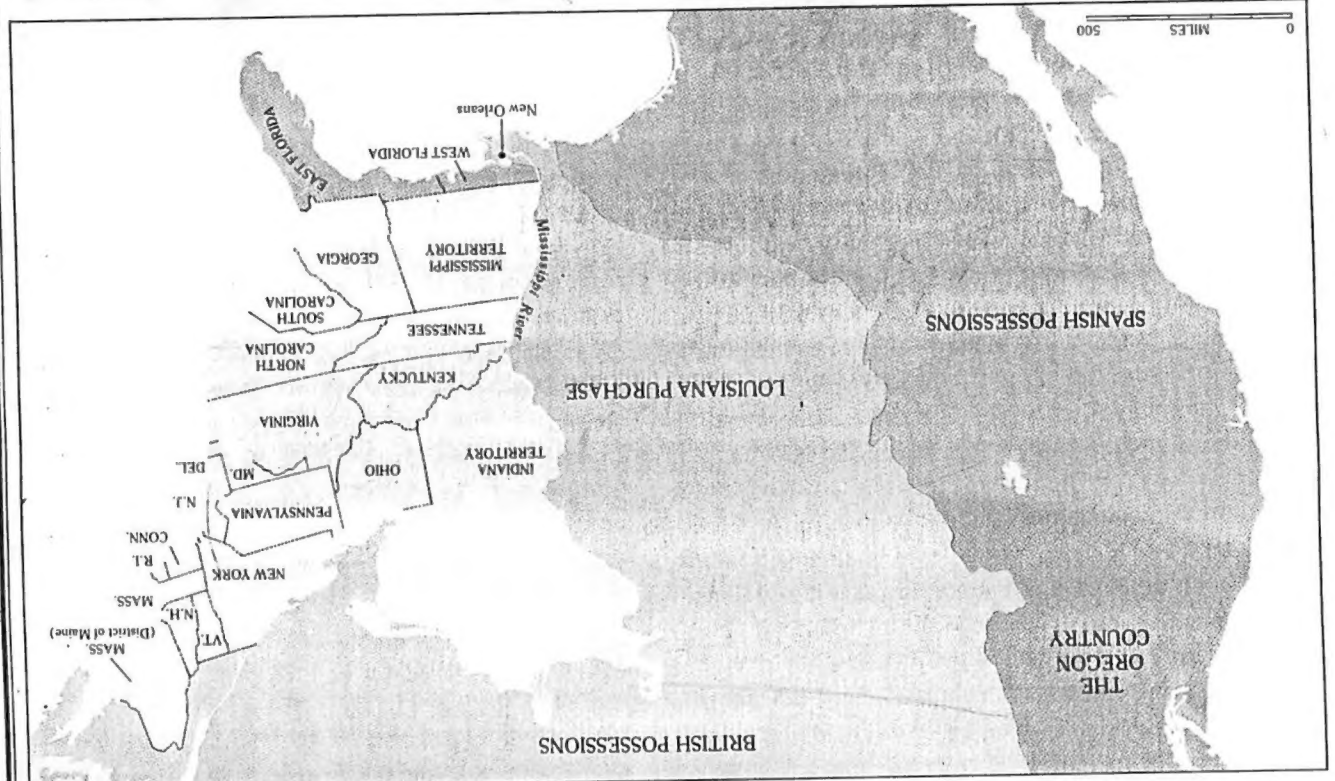 BRITISH POSSESSIONS
THE
OREGON
COUNTRY
MASS.
(District of Maine)
VT.
N.H.
MASS.
NEW YORK
R.I.
CONN.
PENNSYLVANIA
N.J.
MD.
DEL.
INDIANA
TERRITORY
OHIO
VIRGINIA
LOUISIANA PURCHASE
KENTUCKY
NORTH
CAROLINA
SPANISH POSSESSIONS
Mississippi River
TENNESSEE
SOUTH
CAROLINA
MISSISSIPPI
TERRITORY
GEORGIA
WEST FLORIDA
EAST FLORIDA
New Orleans
0 MILES 500